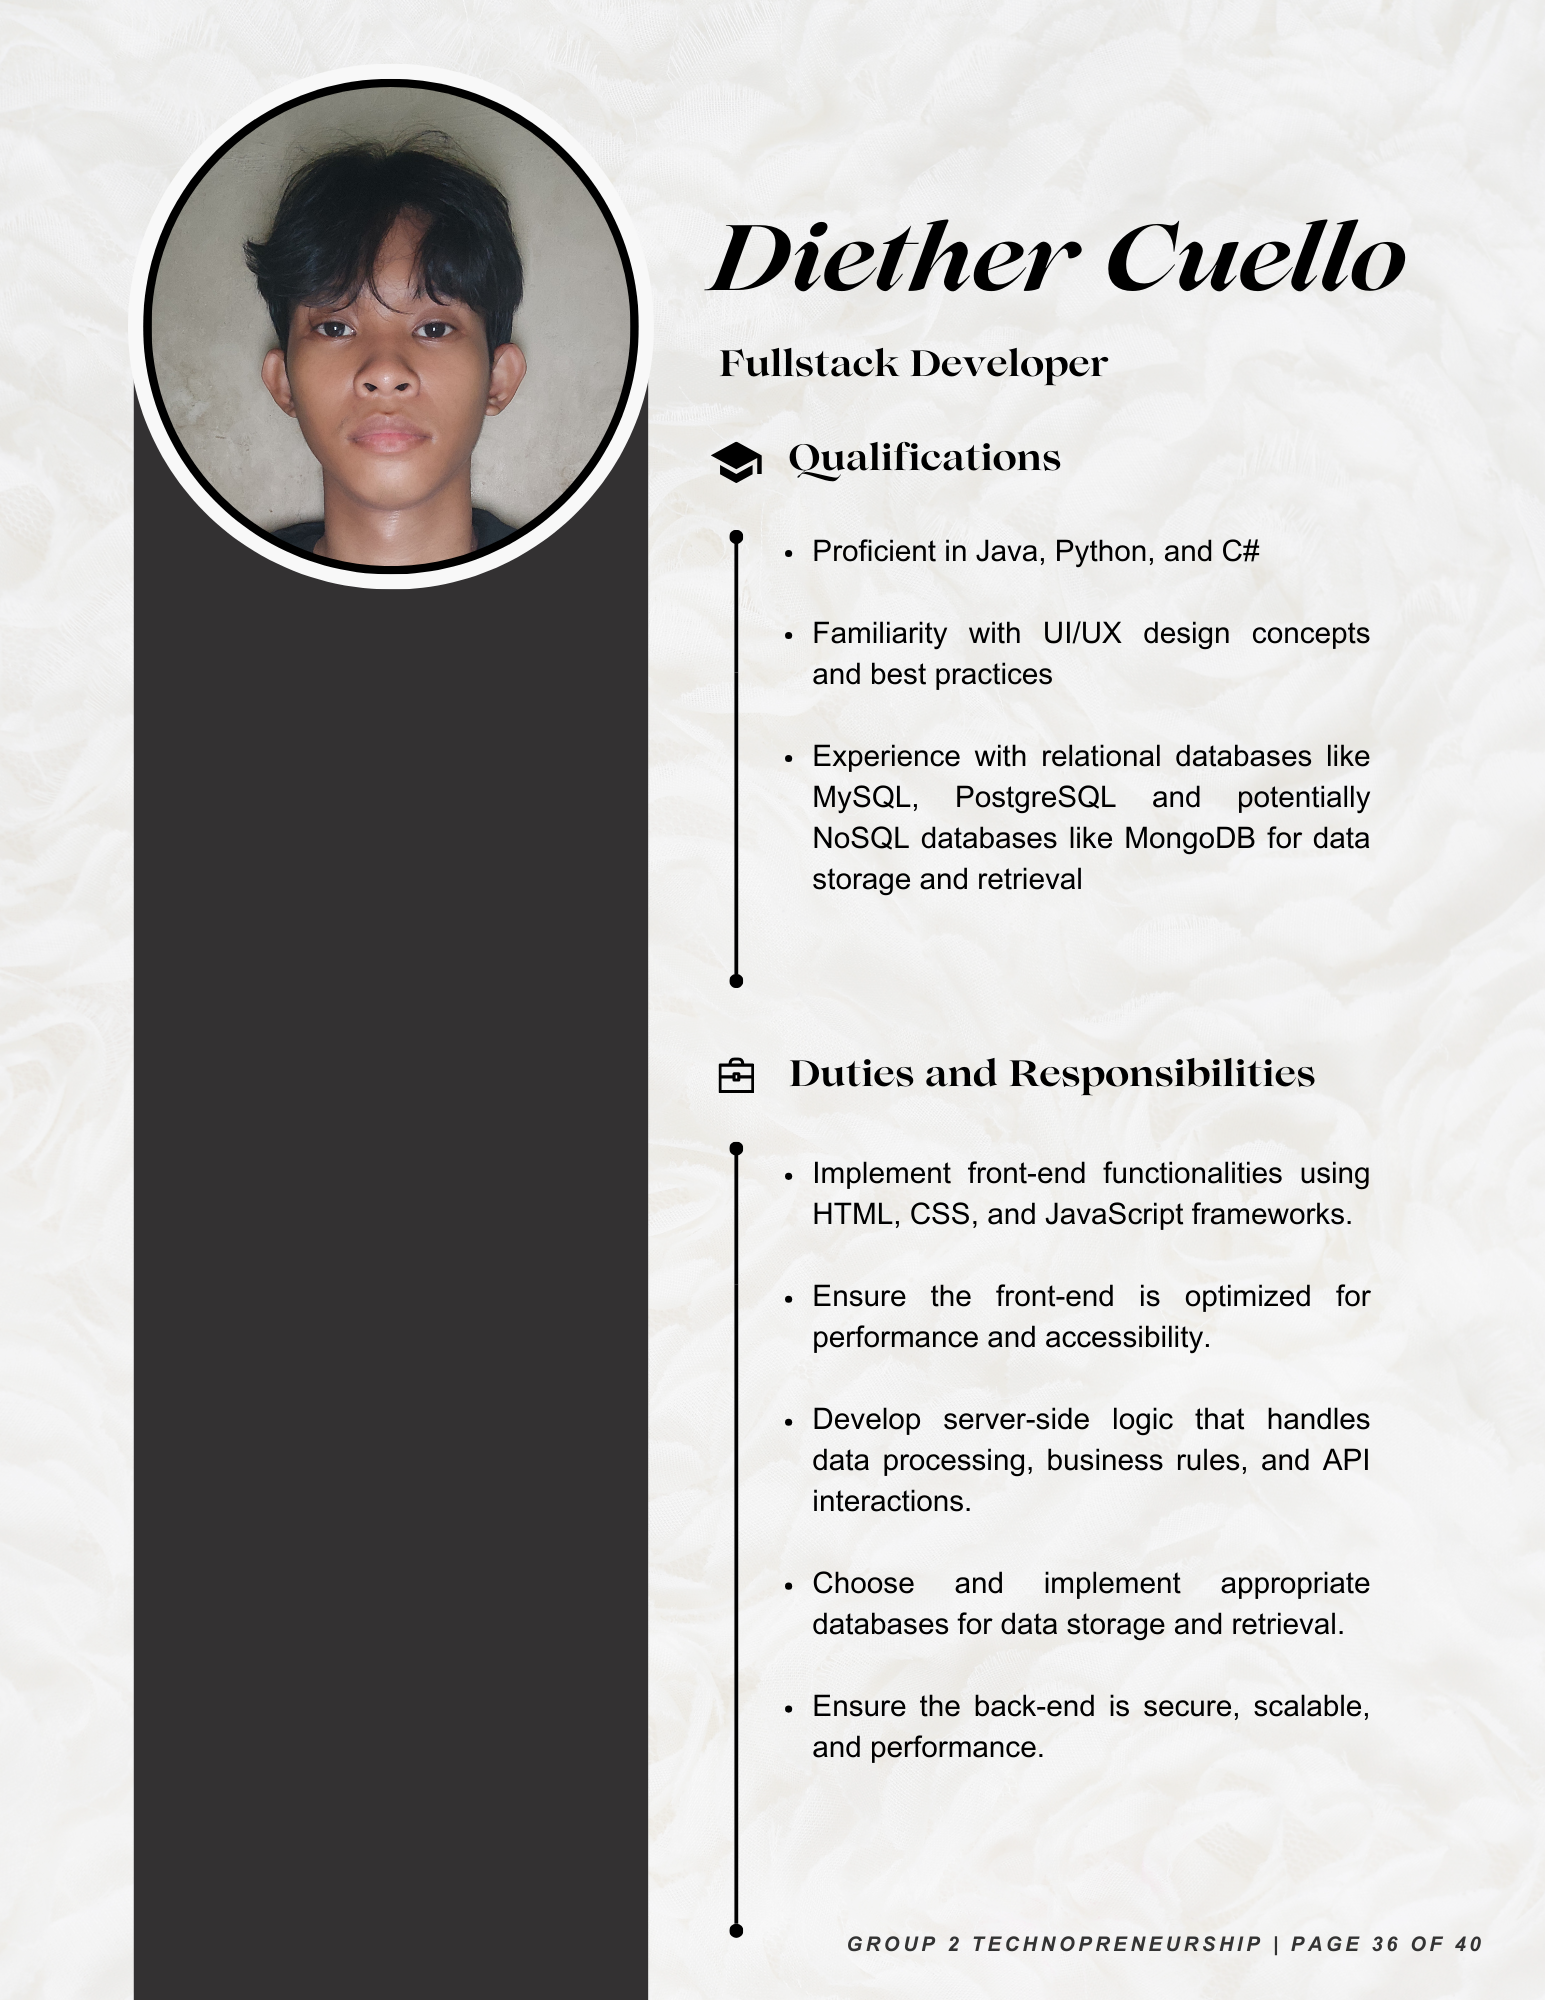 Diether Cuello
Fullstack Developer
Qualifications
• Proficient in Java, Python, and C#
• Familiarity with UI/UX design concepts
and best practices
• Experience with relational databases like
MySQL, PostgreSQL and potentially
NoSQL databases like MongoDB for data
storage and retrieval
Duties and Responsibilities
• Implement front-end functionalities using
HTML, CSS, and JavaScript frameworks.
• Ensure the front-end is optimized for
performance and accessibility.
• Develop server-side logic that handles
data processing, business rules, and API
interactions.
• Choose and implement appropriate
databases for data storage and retrieval.
• Ensure the back-end is secure, scalable,
and performance.
GROUP 2 TECHNOPRENEURSHIP | PAGE 36 OF 40